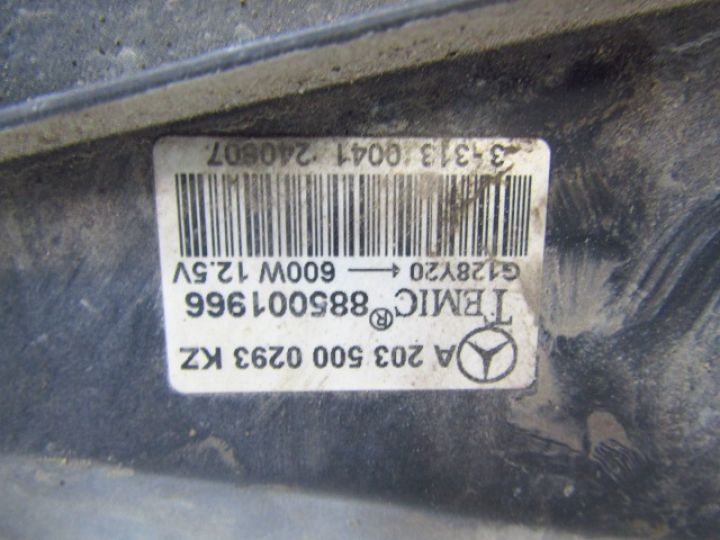 A 203 500 0293 KZ
TEMIC® 885001966
G128Y20 ← 600W 12.5V
3-313 0041 240807